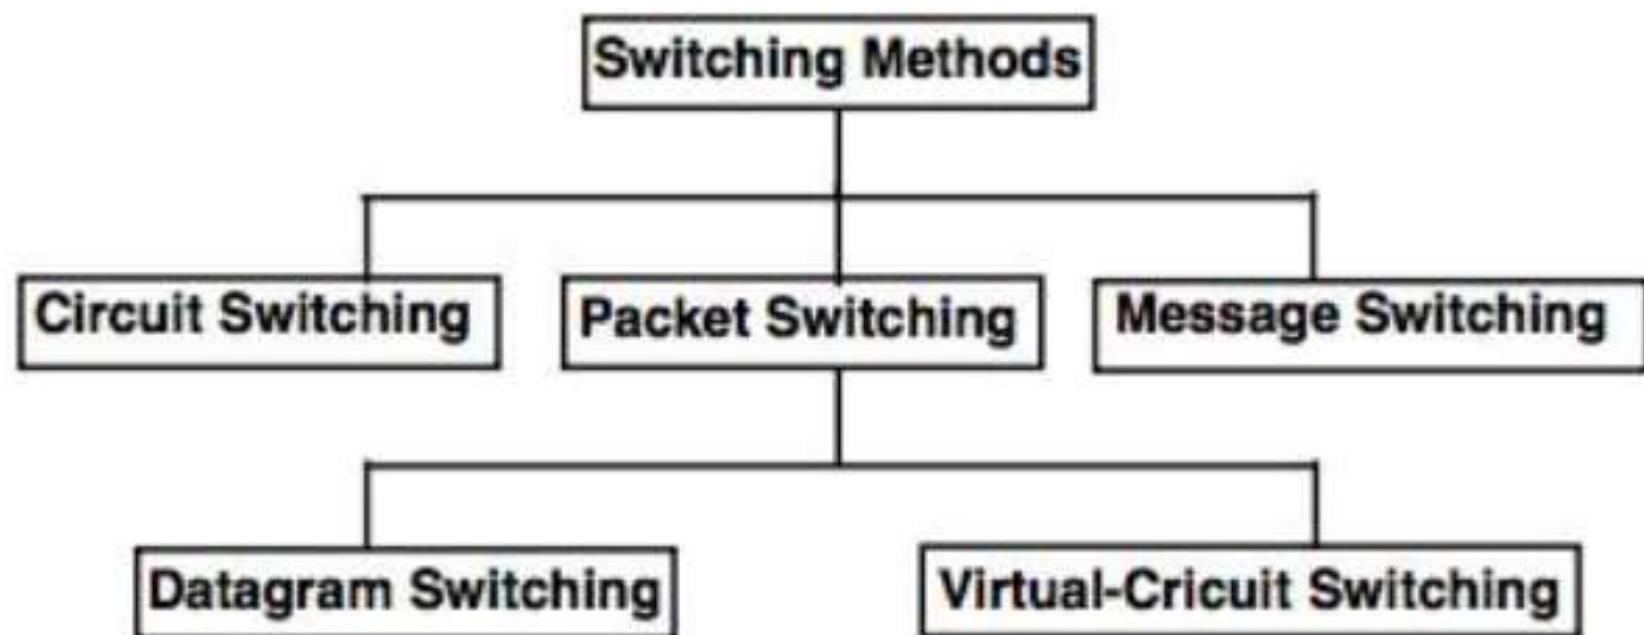 Switching Methods
Circuit Switching
Packet Switching
Message Switching
Datagram Switching
Virtual-Cricuit Switching